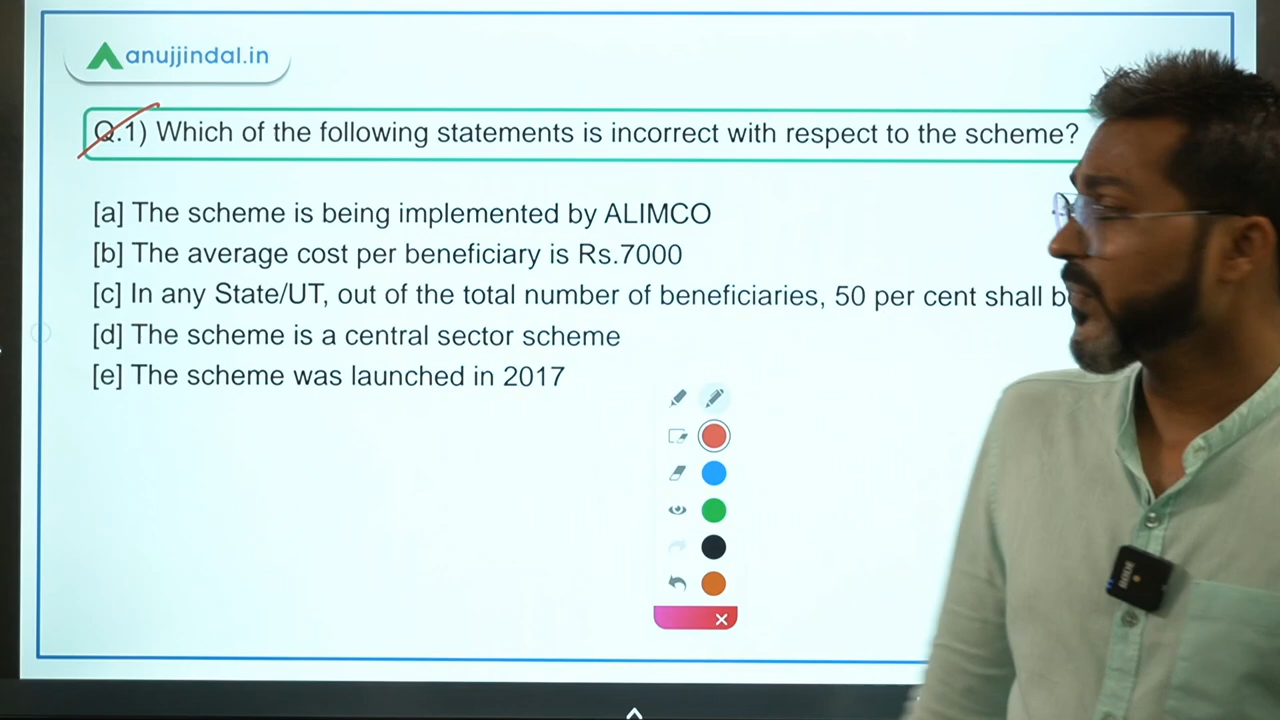 anujjindal.in
Q.1) Which of the following statements is incorrect with respect to the scheme?
[a] The scheme is being implemented by ALIMCO
[b] The average cost per beneficiary is Rs.7000
[c] In any State/UT, out of the total number of beneficiaries, 50 per cent shall
[d] The scheme is a central sector scheme
[e] The scheme was launched in 2017
RODE